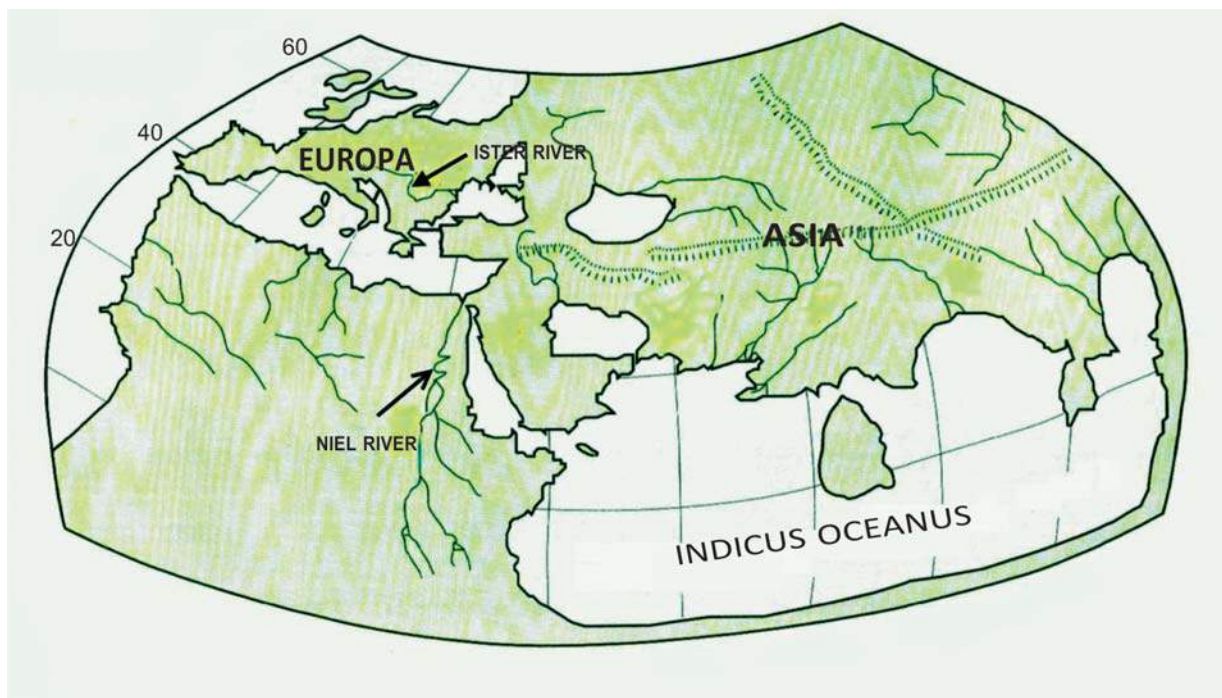 60
40
EUROPA
ISTER RIVER
20
ASIA
NIEL RIVER
INDICUS OCEANUS